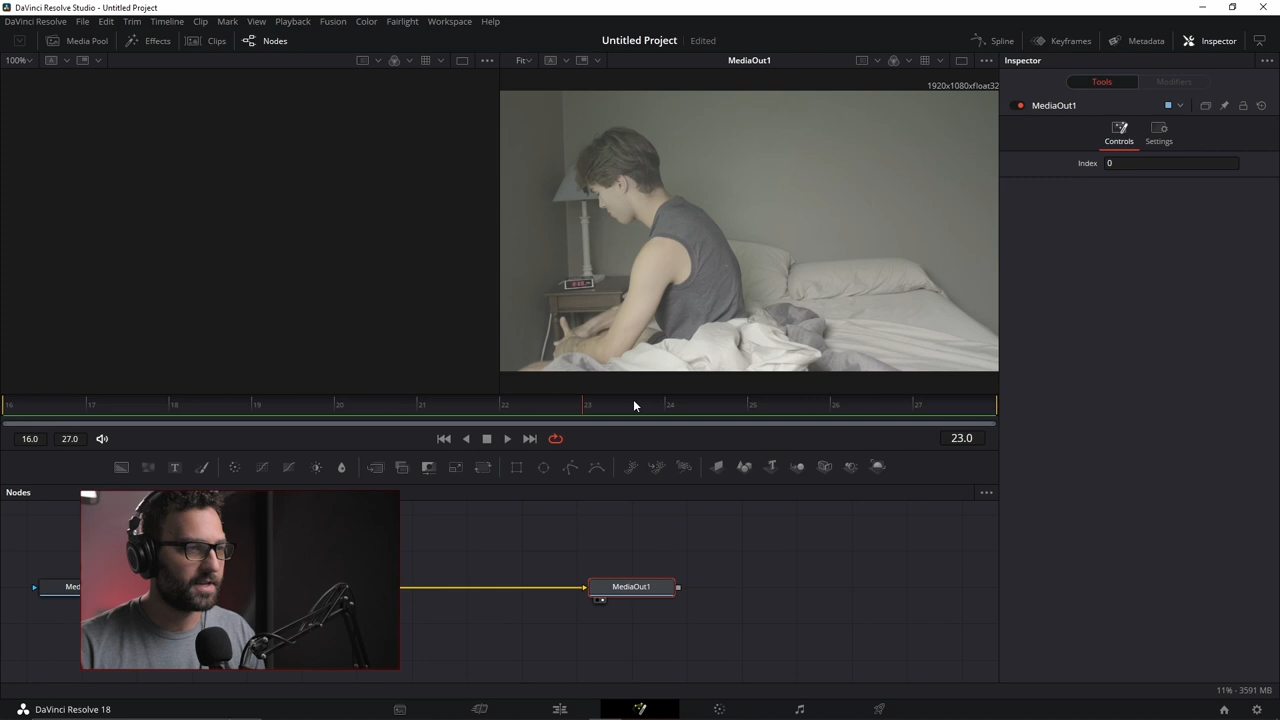 DaVinci Resolve Studio - Untitled Project
DaVinci Resolve File Edit Trim Timeline Clip Mark View Playback Fusion Color Fairlight Workspace Help
Media Pool Effects Clips Nodes Untitled Project Edited Spline Keyframes Metadata Inspector
100% Fit MediaOut1 Inspector
Tools Modifiers
1920x1080xfloat32
MediaOut1
Controls Settings
Index 0
16 17 18 19 20 21 22 23 24 25 26 27
16.0 27.0 23.0
Nodes
Med MediaOut1
11% - 3591 MB
DaVinci Resolve 18